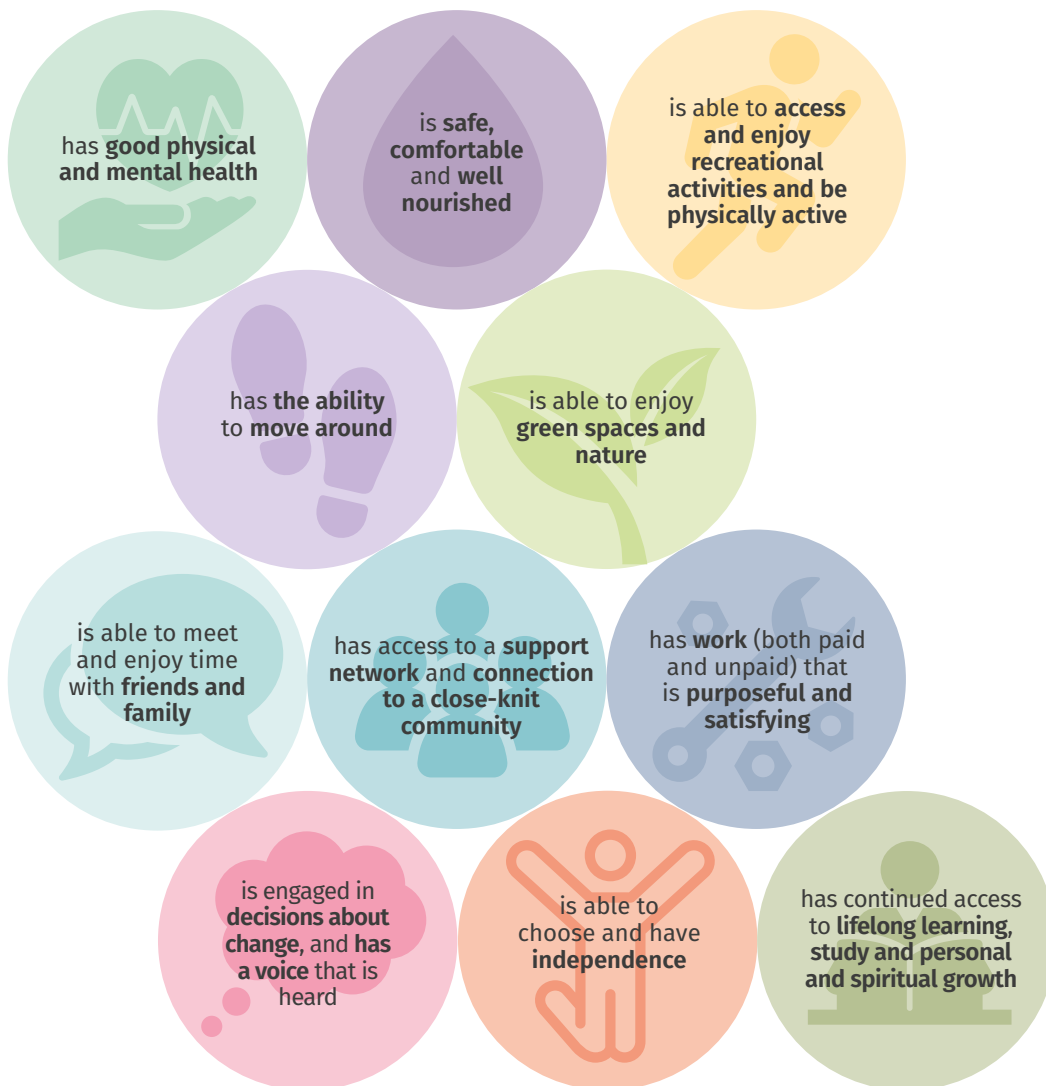 has good physical
and mental health
is safe,
comfortable
and well
nourished
is able to access
and enjoy
recreational
activities and be
physically active
has the ability
to move around
is able to enjoy
green spaces and
nature
is able to meet
and enjoy time
with friends and
family
has access to a support
network and connection
to a close-knit
community
has work (both paid
and unpaid) that
is purposeful and
satisfying
is engaged in
decisions about
change, and has
a voice that is
heard
is able to
choose and have
independence
has continued access
to lifelong learning,
study and personal
and spiritual growth